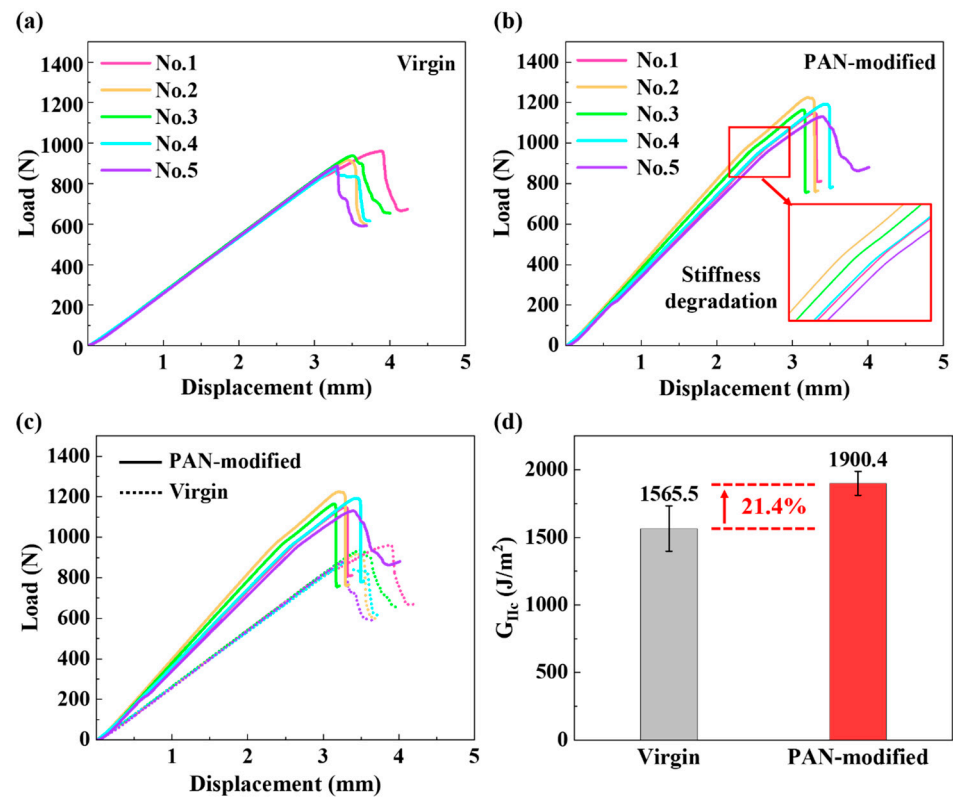 (a)
Virgin
No.1
No.2
No.3
No.4
No.5
1400
1200
1000
800
600
400
200
0
1 2 3 4 5
Load (N)
Displacement (mm)
(b)
PAN-modified
No.1
No.2
No.3
No.4
No.5
Stiffness
degradation
1400
1200
1000
800
600
400
200
0
0 1 2 3 4 5
Load (N)
Displacement (mm)
(c)
PAN-modified
Virgin
1400
1200
1000
800
600
400
200
0
1 2 3 4 5
Load (N)
Displacement (mm)
(d)
2000
1500
1000
500
0
G_IIc (J/m²)
1565.5
1900.4
21.4%
Virgin PAN-modified